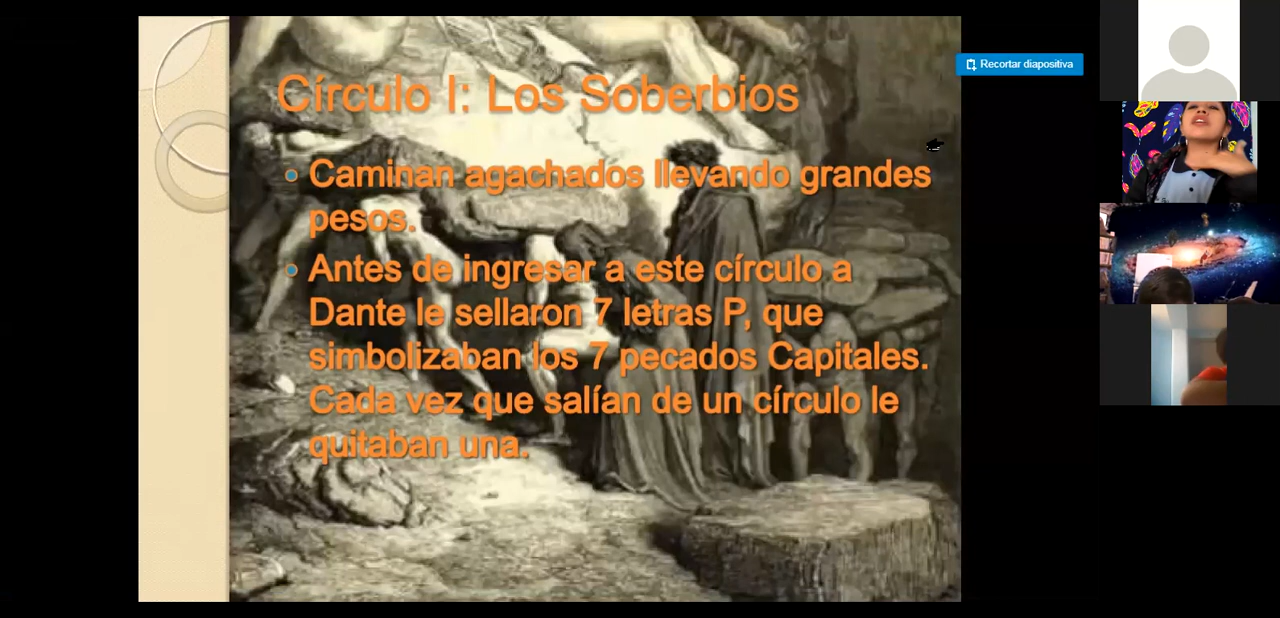 Círculo I: Los Soberbios
Recortar diapositiva
Caminan agachados llevando grandes
pesos.
Antes de ingresar a este círculo a
Dante le sellaron 7 letras P, que
simbolizaban los 7 pecados Capitales.
Cada vez que salían de un círculo le
quitaban una.